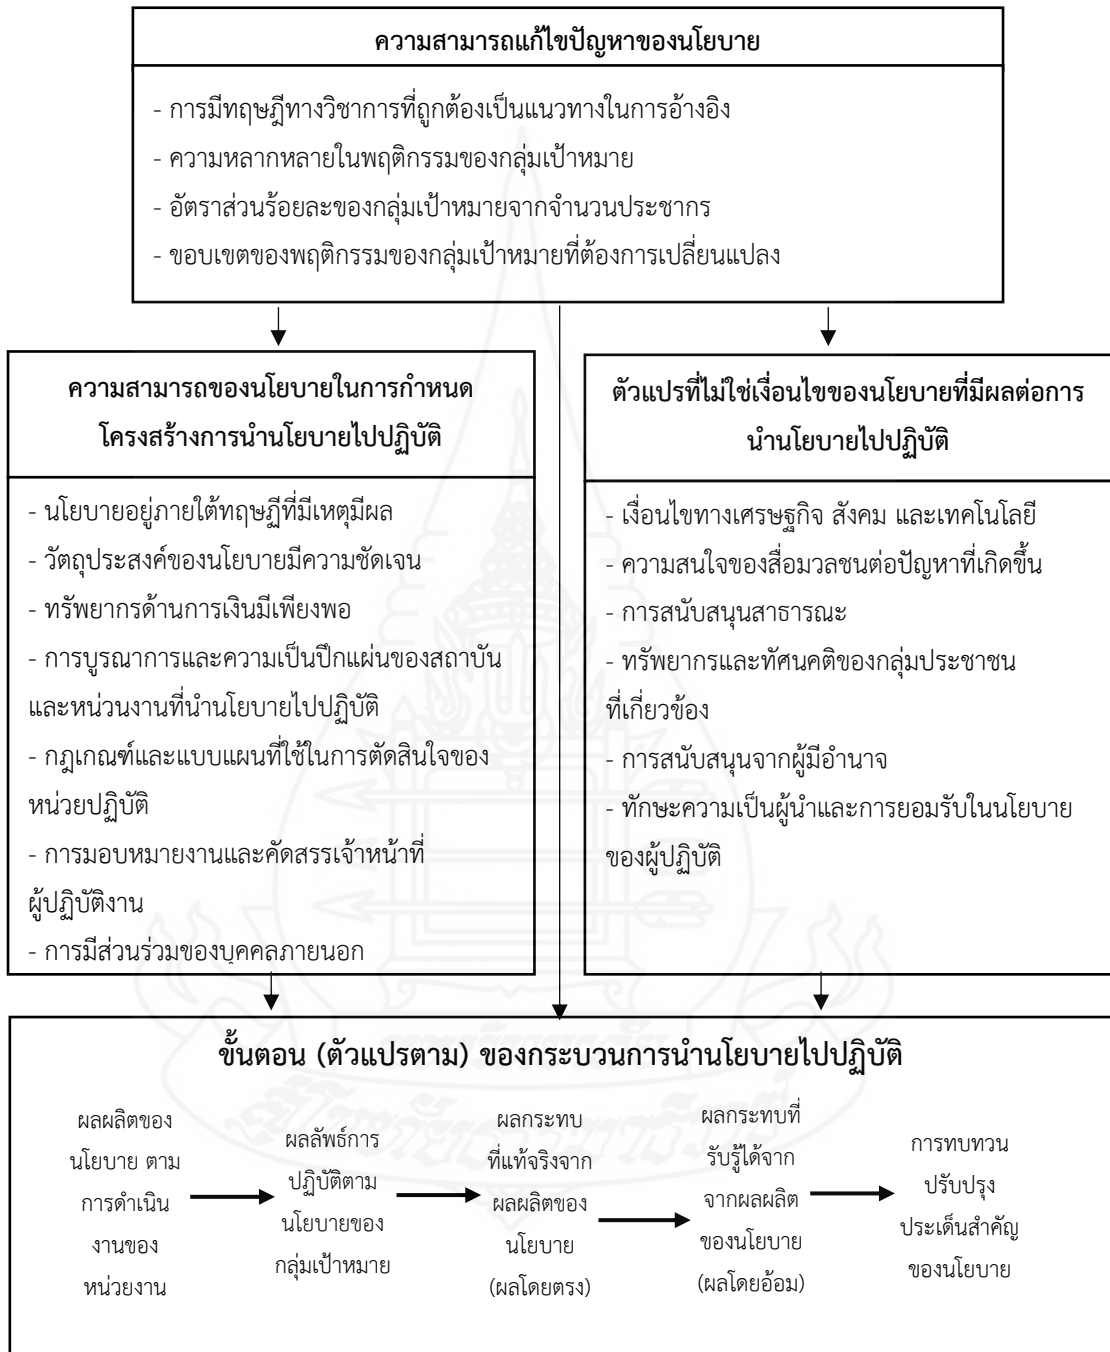 ความสามารถแก้ไขปัญหาของนโยบาย
- การมีทฤษฎีทางวิชาการที่ถูกต้องเป็นแนวทางในการอ้างอิง
- ความหลากหลายในพฤติกรรมของกลุ่มเป้าหมาย
- อัตราส่วนร้อยละของกลุ่มเป้าหมายจากจำนวนประชากร
- ขอบเขตของพฤติกรรมของกลุ่มเป้าหมายที่ต้องการเปลี่ยนแปลง
ความสามารถของนโยบายในการกำหนด
โครงสร้างการนำนโยบายไปปฏิบัติ
- นโยบายอยู่ภายใต้ทฤษฏีที่มีเหตุมีผล
- วัตถุประสงค์ของนโยบายมีความชัดเจน
- ทรัพยากรด้านการเงินมีเพียงพอ
- การบูรณาการและความเป็นปึกแผ่นของสถาบัน
และหน่วนงานที่นำนโยบายไปปฏิบัติ
- กฎเกณฑ์และแบบแผนที่ใช้ในการตัดสินใจของ
หน่วยปฏิบัติ
- การมอบหมายงานและคัดสรรเจ้าหน้าที่
ผู้ปฏิบัติงาน
- การมีส่วนร่วมของบุคคลภายนอก
ตัวแปรที่ไม่ใช่เงื่อนไขของนโยบายที่มีผลต่อการ
นำนโยบายไปปฏิบัติ
- เงื่อนไขทางเศรษฐกิจ สังคม และเทคโนโลยี
- ความสนใจของสื่อมวลชนต่อปัญหาที่เกิดขึ้น
- การสนับสนุนสาธารณะ
- ทรัพยากรและทัศนคติของกลุ่มประชาชน
ที่เกี่ยวข้อง
- การสนับสนุนจากผู้มีอำนาจ
- ทักษะความเป็นผู้นำและการยอมรับในนโยบาย
ของผู้ปฏิบัติ
ขั้นตอน (ตัวแปรตาม) ของกระบวนการนำนโยบายไปปฏิบัติ
ผลผลิตของ
นโยบาย ตาม
การดำเนิน
งานของ
หน่วยงาน
ผลลัพธ์การ
ปฏิบัติตาม
นโยบายของ
กลุ่มเป้าหมาย
ผลกระทบ
ที่แท้จริงจาก
ผลผลิตของ
นโยบาย
(ผลโดยตรง)
ผลกระทบที่
รับรู้ได้จาก
จากผลผลิต
ของนโยบาย
(ผลโดยอ้อม)
การทบทวน
ปรับปรุง
ประเด็นสำคัญ
ของนโยบาย